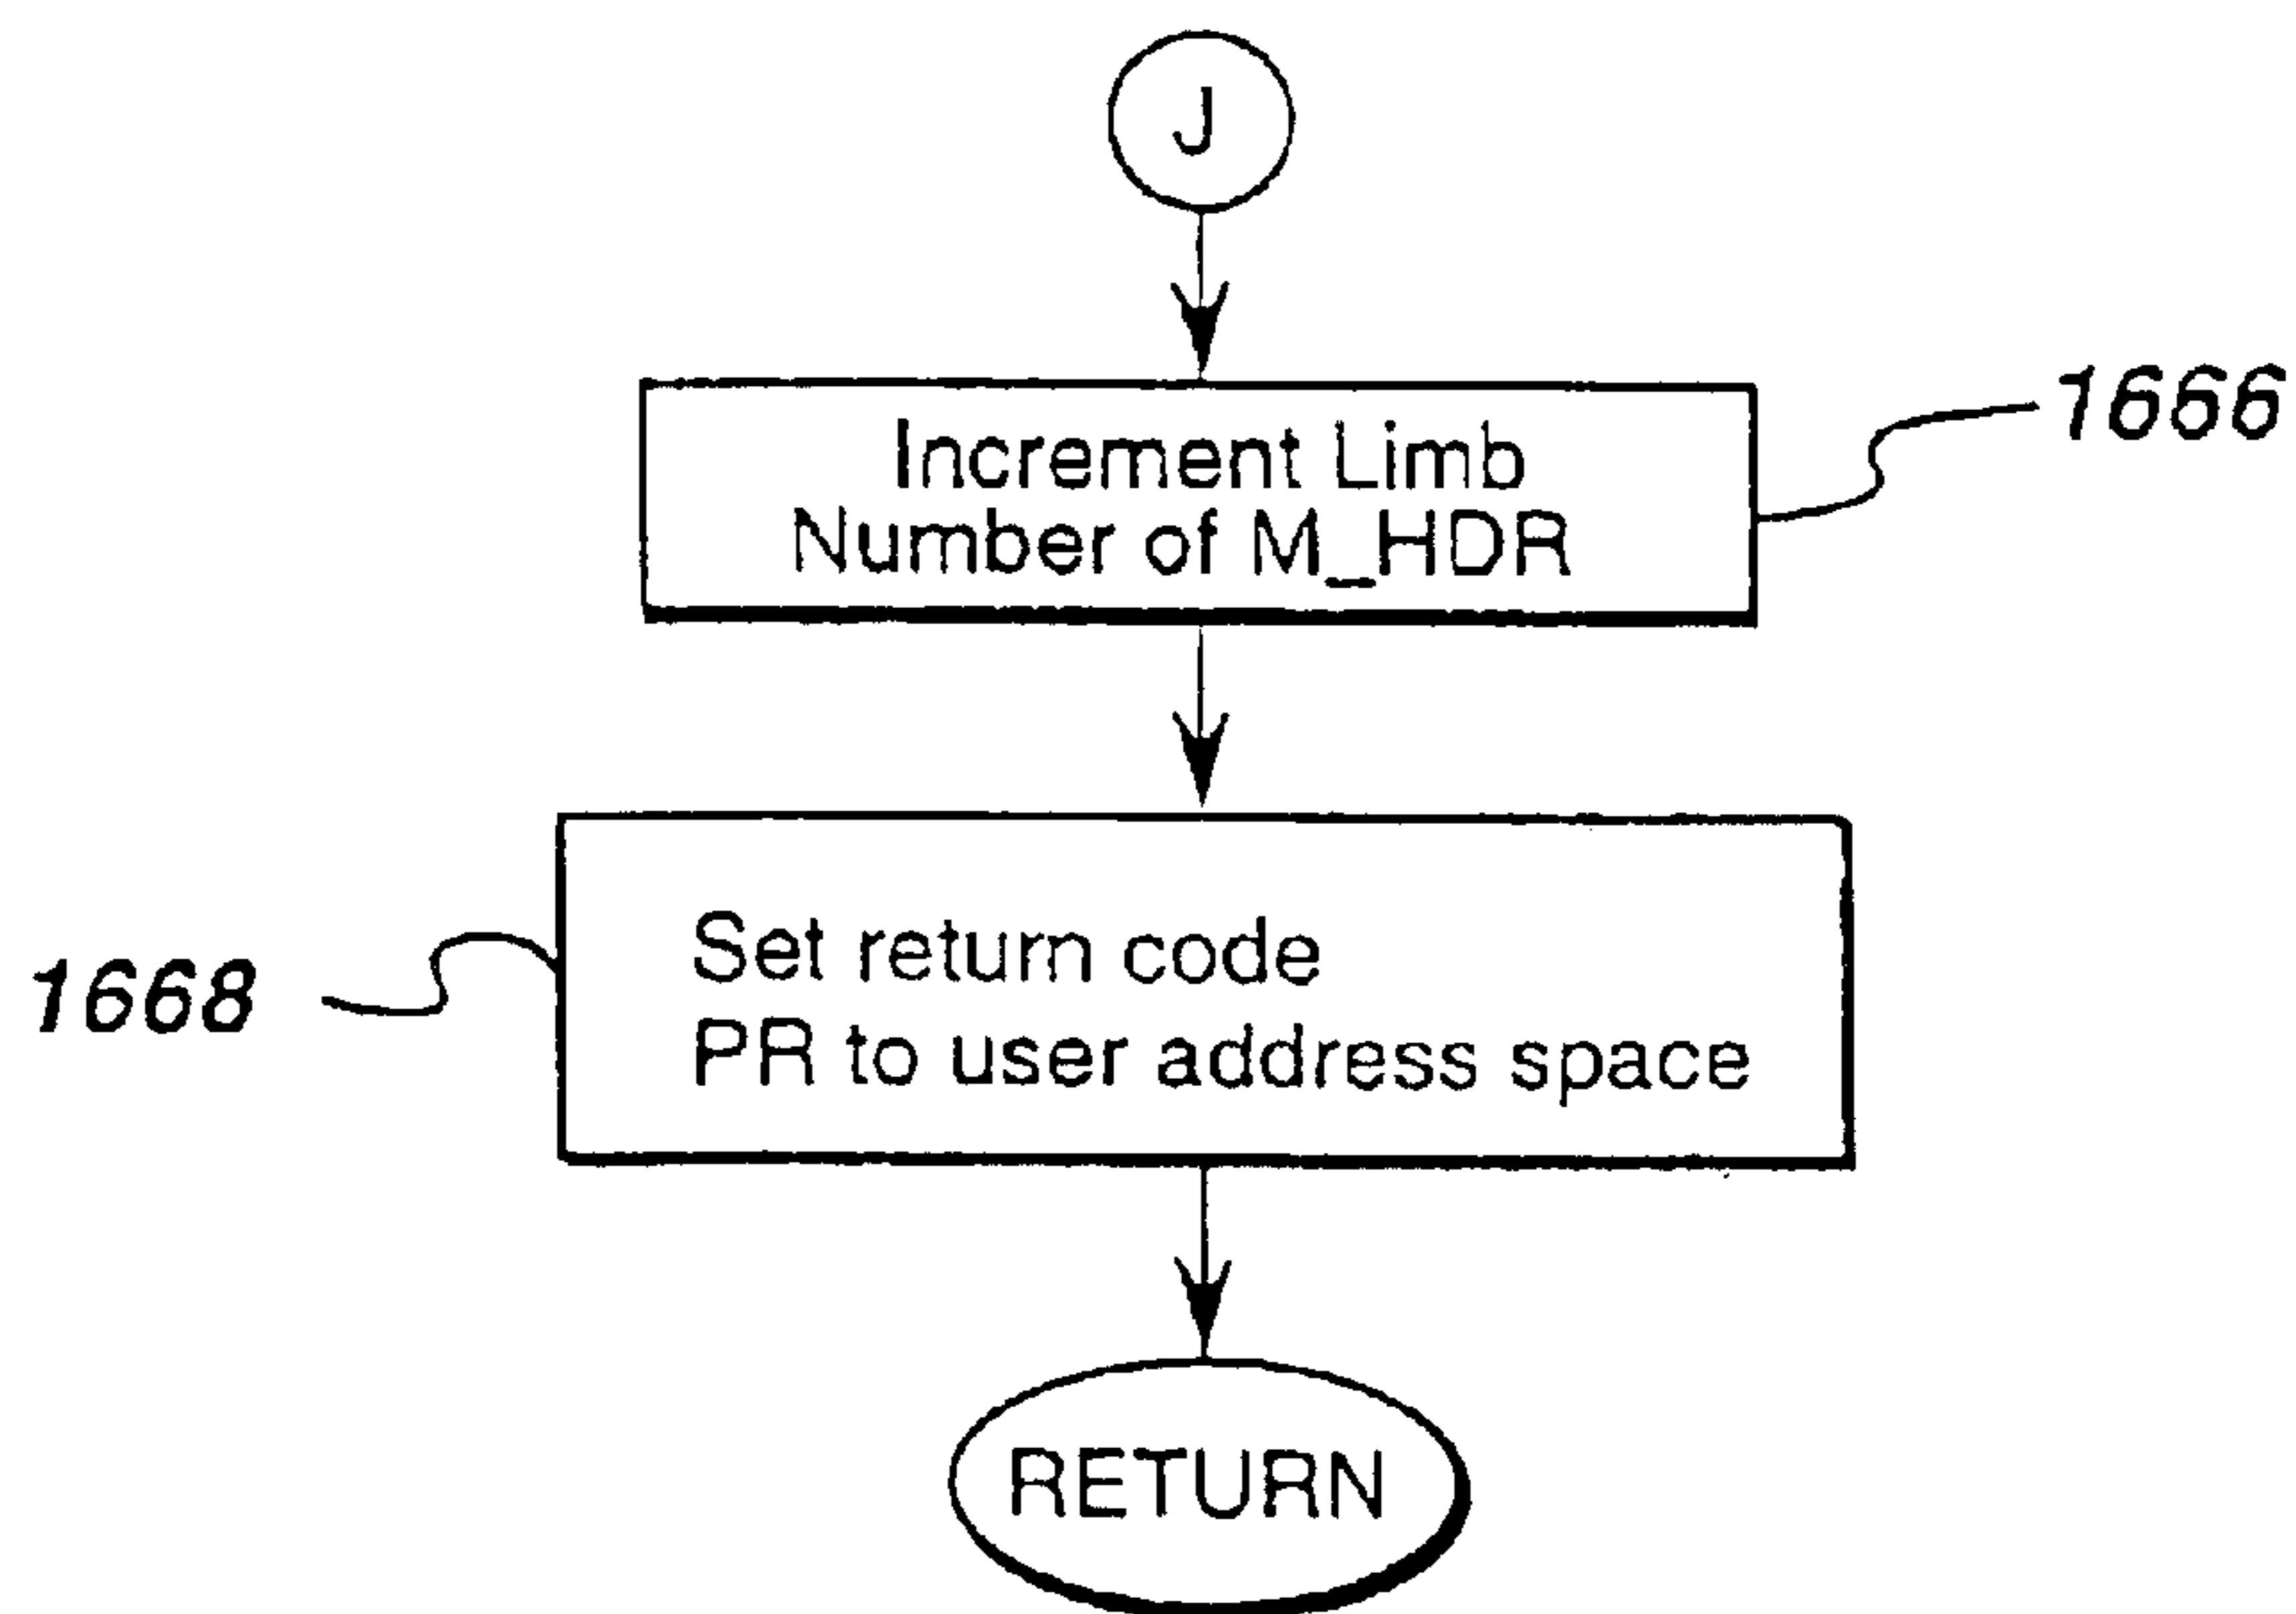 J
Increment Limb
Number of M_HDR
1666
Set return code
PR to user address space
1668
RETURN